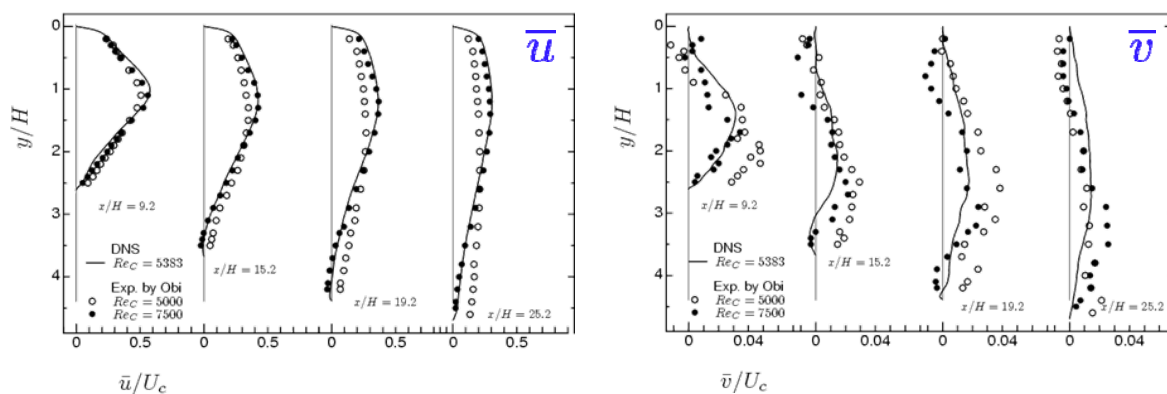 u̅
0
1
2
3
4
y/H
x/H = 9.2
x/H = 15.2
x/H = 19.2
x/H = 25.2
DNS
Re_C = 5383
Exp. by Obi
Re_C = 5000
Re_C = 7500
0 0.5 0 0.5 0 0.5 0 0.5
u̅/U_c
v̅
0
1
2
3
4
y/H
x/H = 9.2
x/H = 15.2
x/H = 19.2
x/H = 25.2
DNS
Re_C = 5383
Exp. by Obi
Re_C = 5000
Re_C = 7500
0 0.04 0 0.04 0 0.04 0 0.04
v̅/U_c